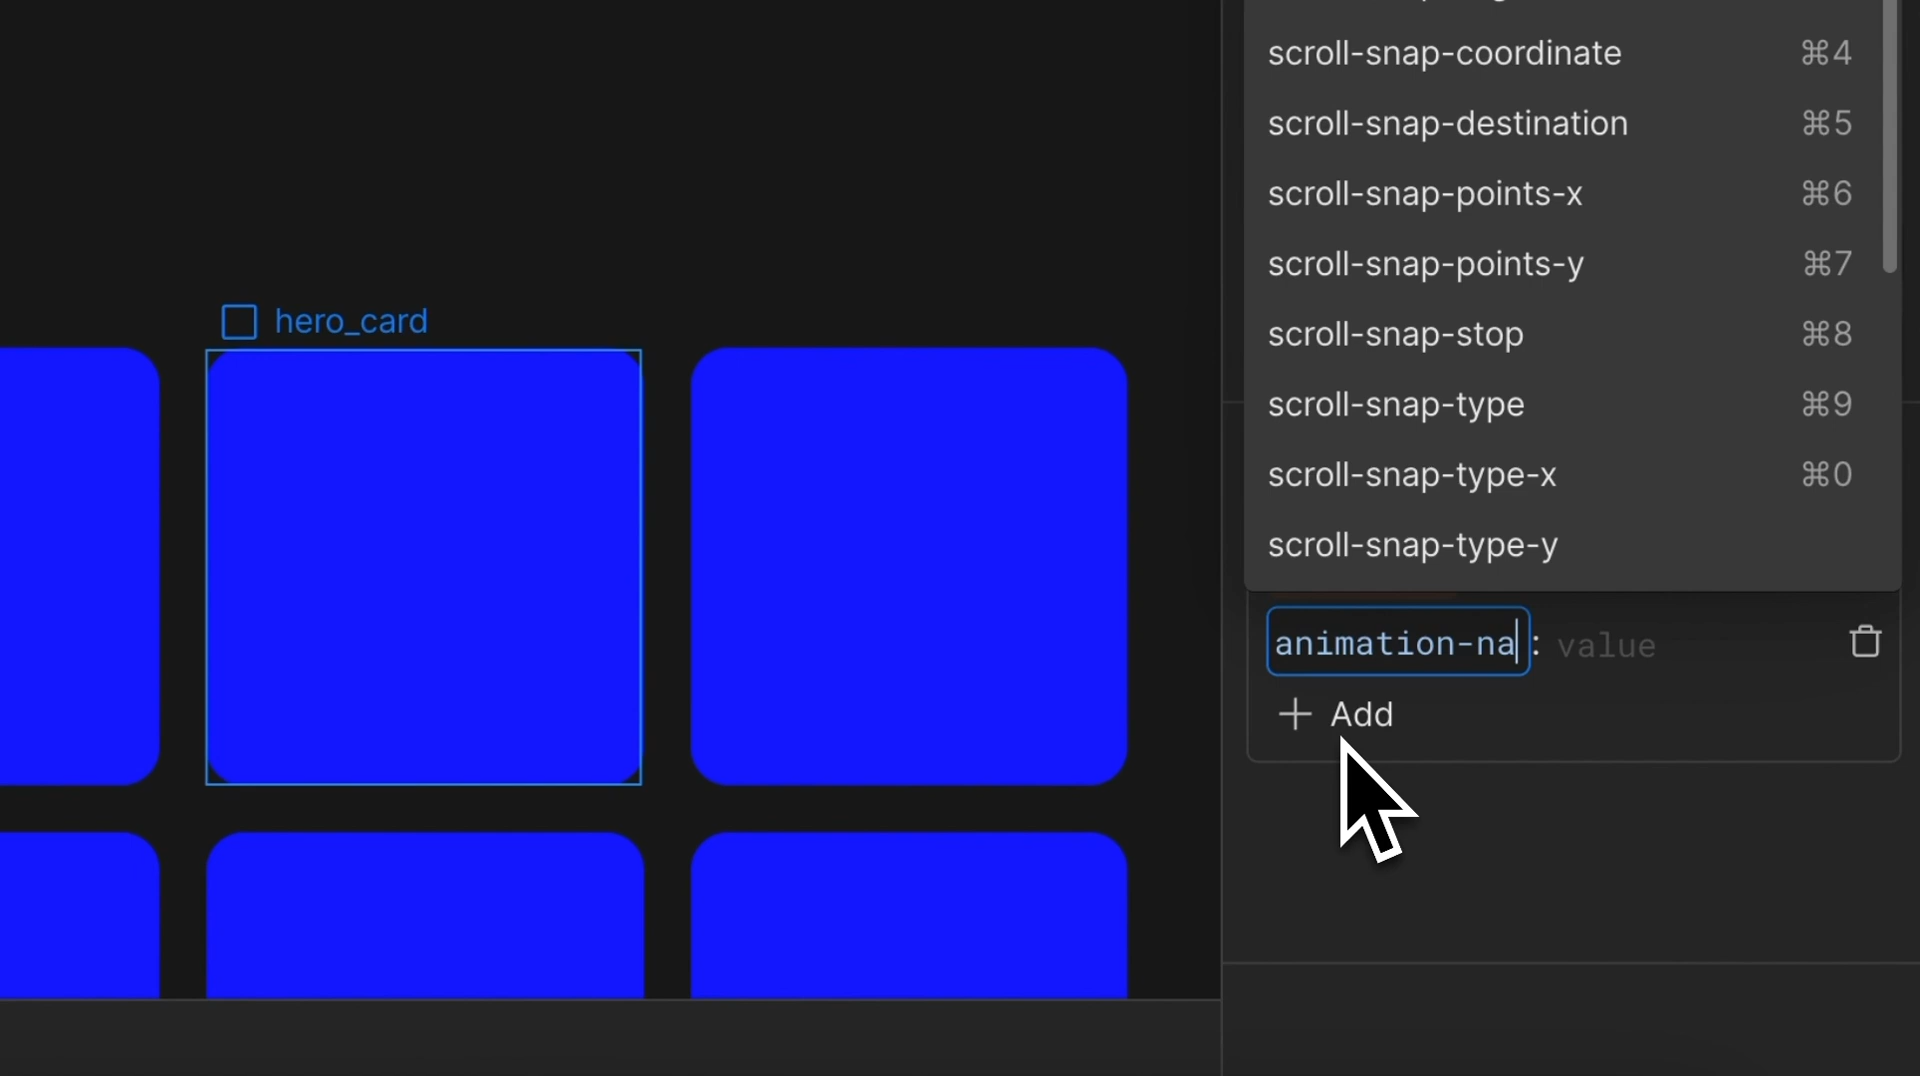 scroll-snap-coordinate ⌘4
scroll-snap-destination ⌘5
scroll-snap-points-x ⌘6
scroll-snap-points-y ⌘7
hero_card
scroll-snap-stop ⌘8
scroll-snap-type ⌘9
scroll-snap-type-x ⌘0
scroll-snap-type-y
animation-na: value
Add